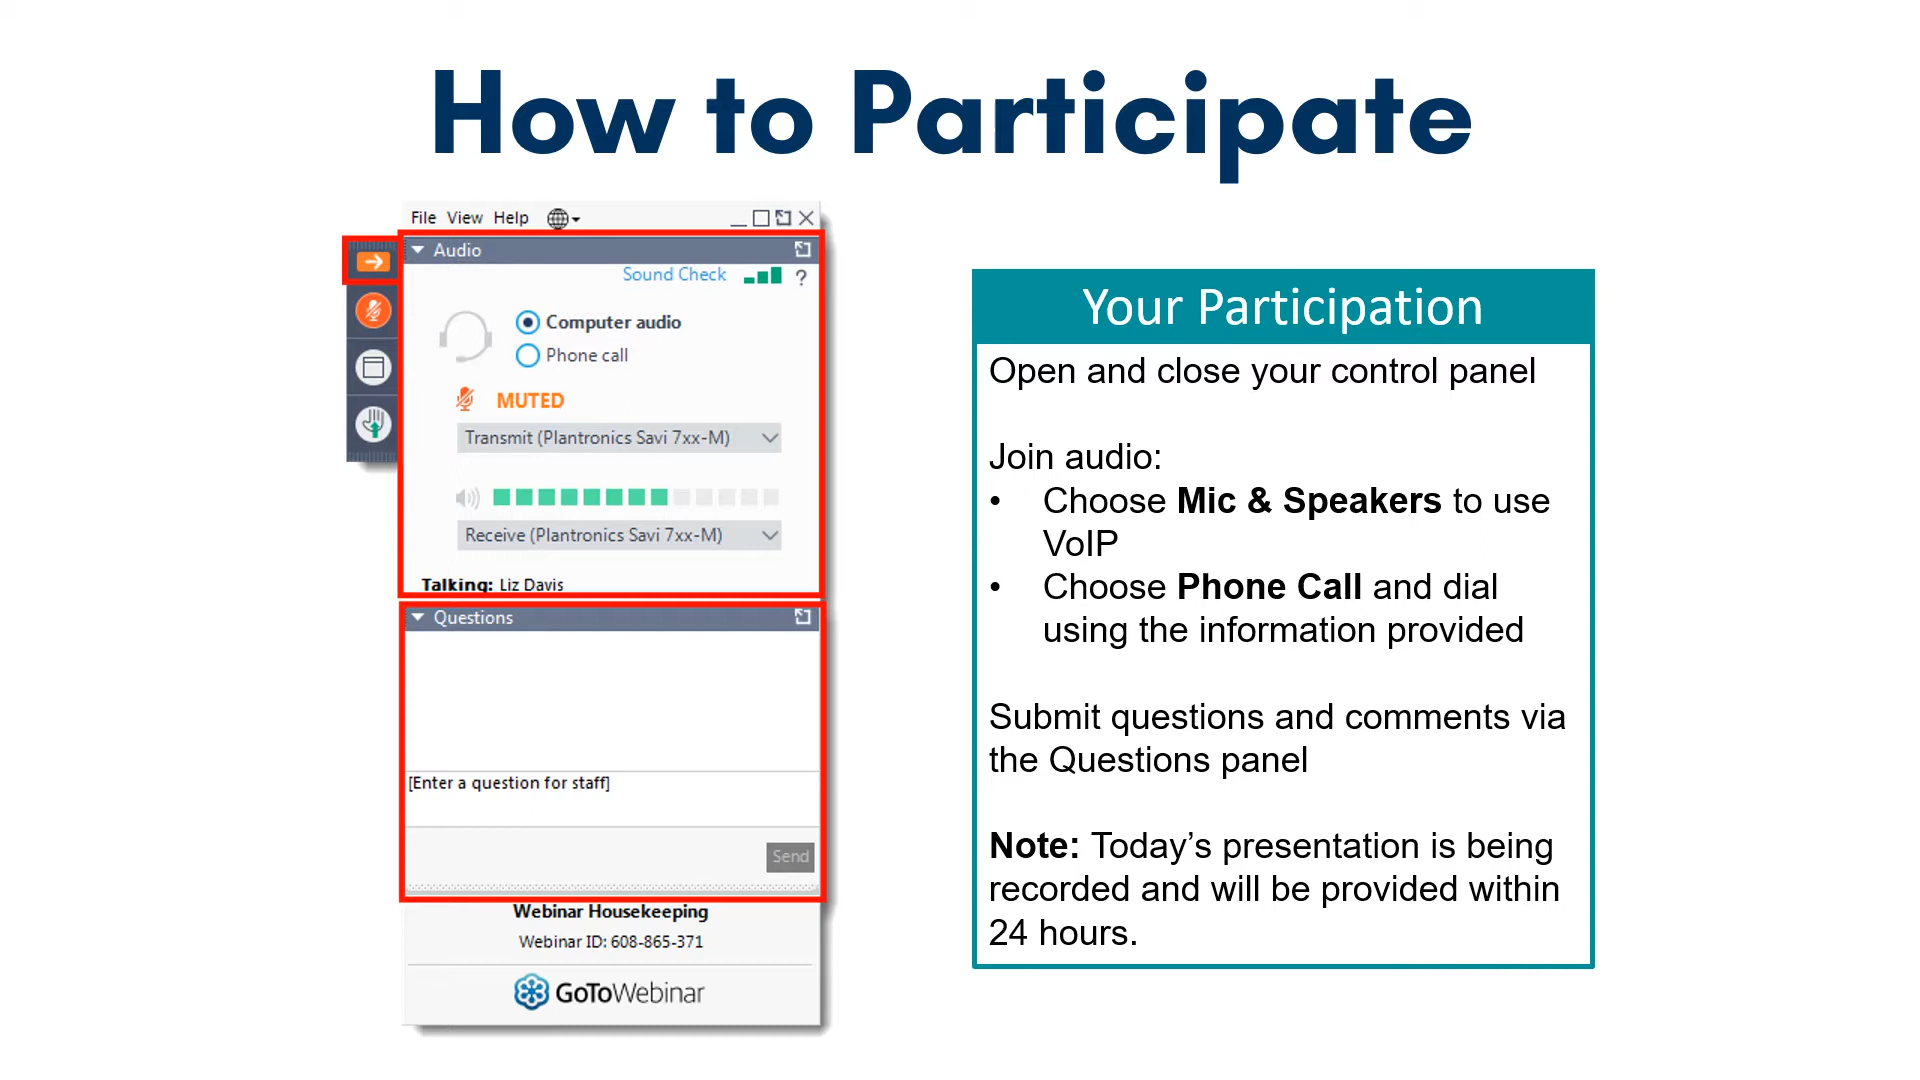 How to Participate
File View Help
Audio
Sound Check ?
Computer audio
Phone call
MUTED
Transmit (Plantronics Savi 7xx-M)
Receive (Plantronics Savi 7xx-M)
Talking: Liz Davis
Questions
[Enter a question for staff]
Send
Webinar Housekeeping
Webinar ID: 608-865-371
GoToWebinar
Your Participation
Open and close your control panel
Join audio:
• Choose Mic & Speakers to use
VoIP
• Choose Phone Call and dial
using the information provided
Submit questions and comments via
the Questions panel
Note: Today’s presentation is being
recorded and will be provided within
24 hours.